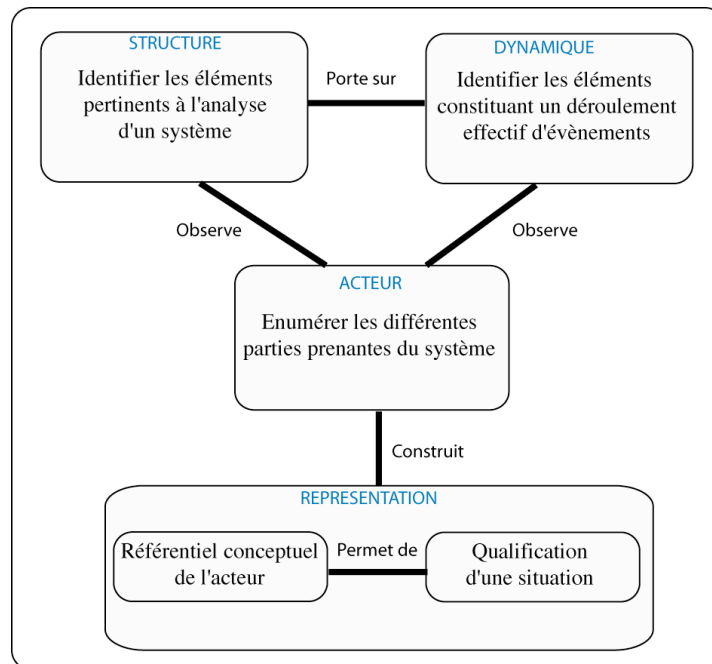 STRUCTURE
Identifier les éléments
pertinents à l'analyse
d'un système
Porte sur
DYNAMIQUE
Identifier les éléments
constituant un déroulement
effectif d'évènements
Observe
Observe
ACTEUR
Enumérer les différentes
parties prenantes du système
Construit
REPRESENTATION
Référentiel conceptuel
de l'acteur
Permet de
Qualification
d'une situation